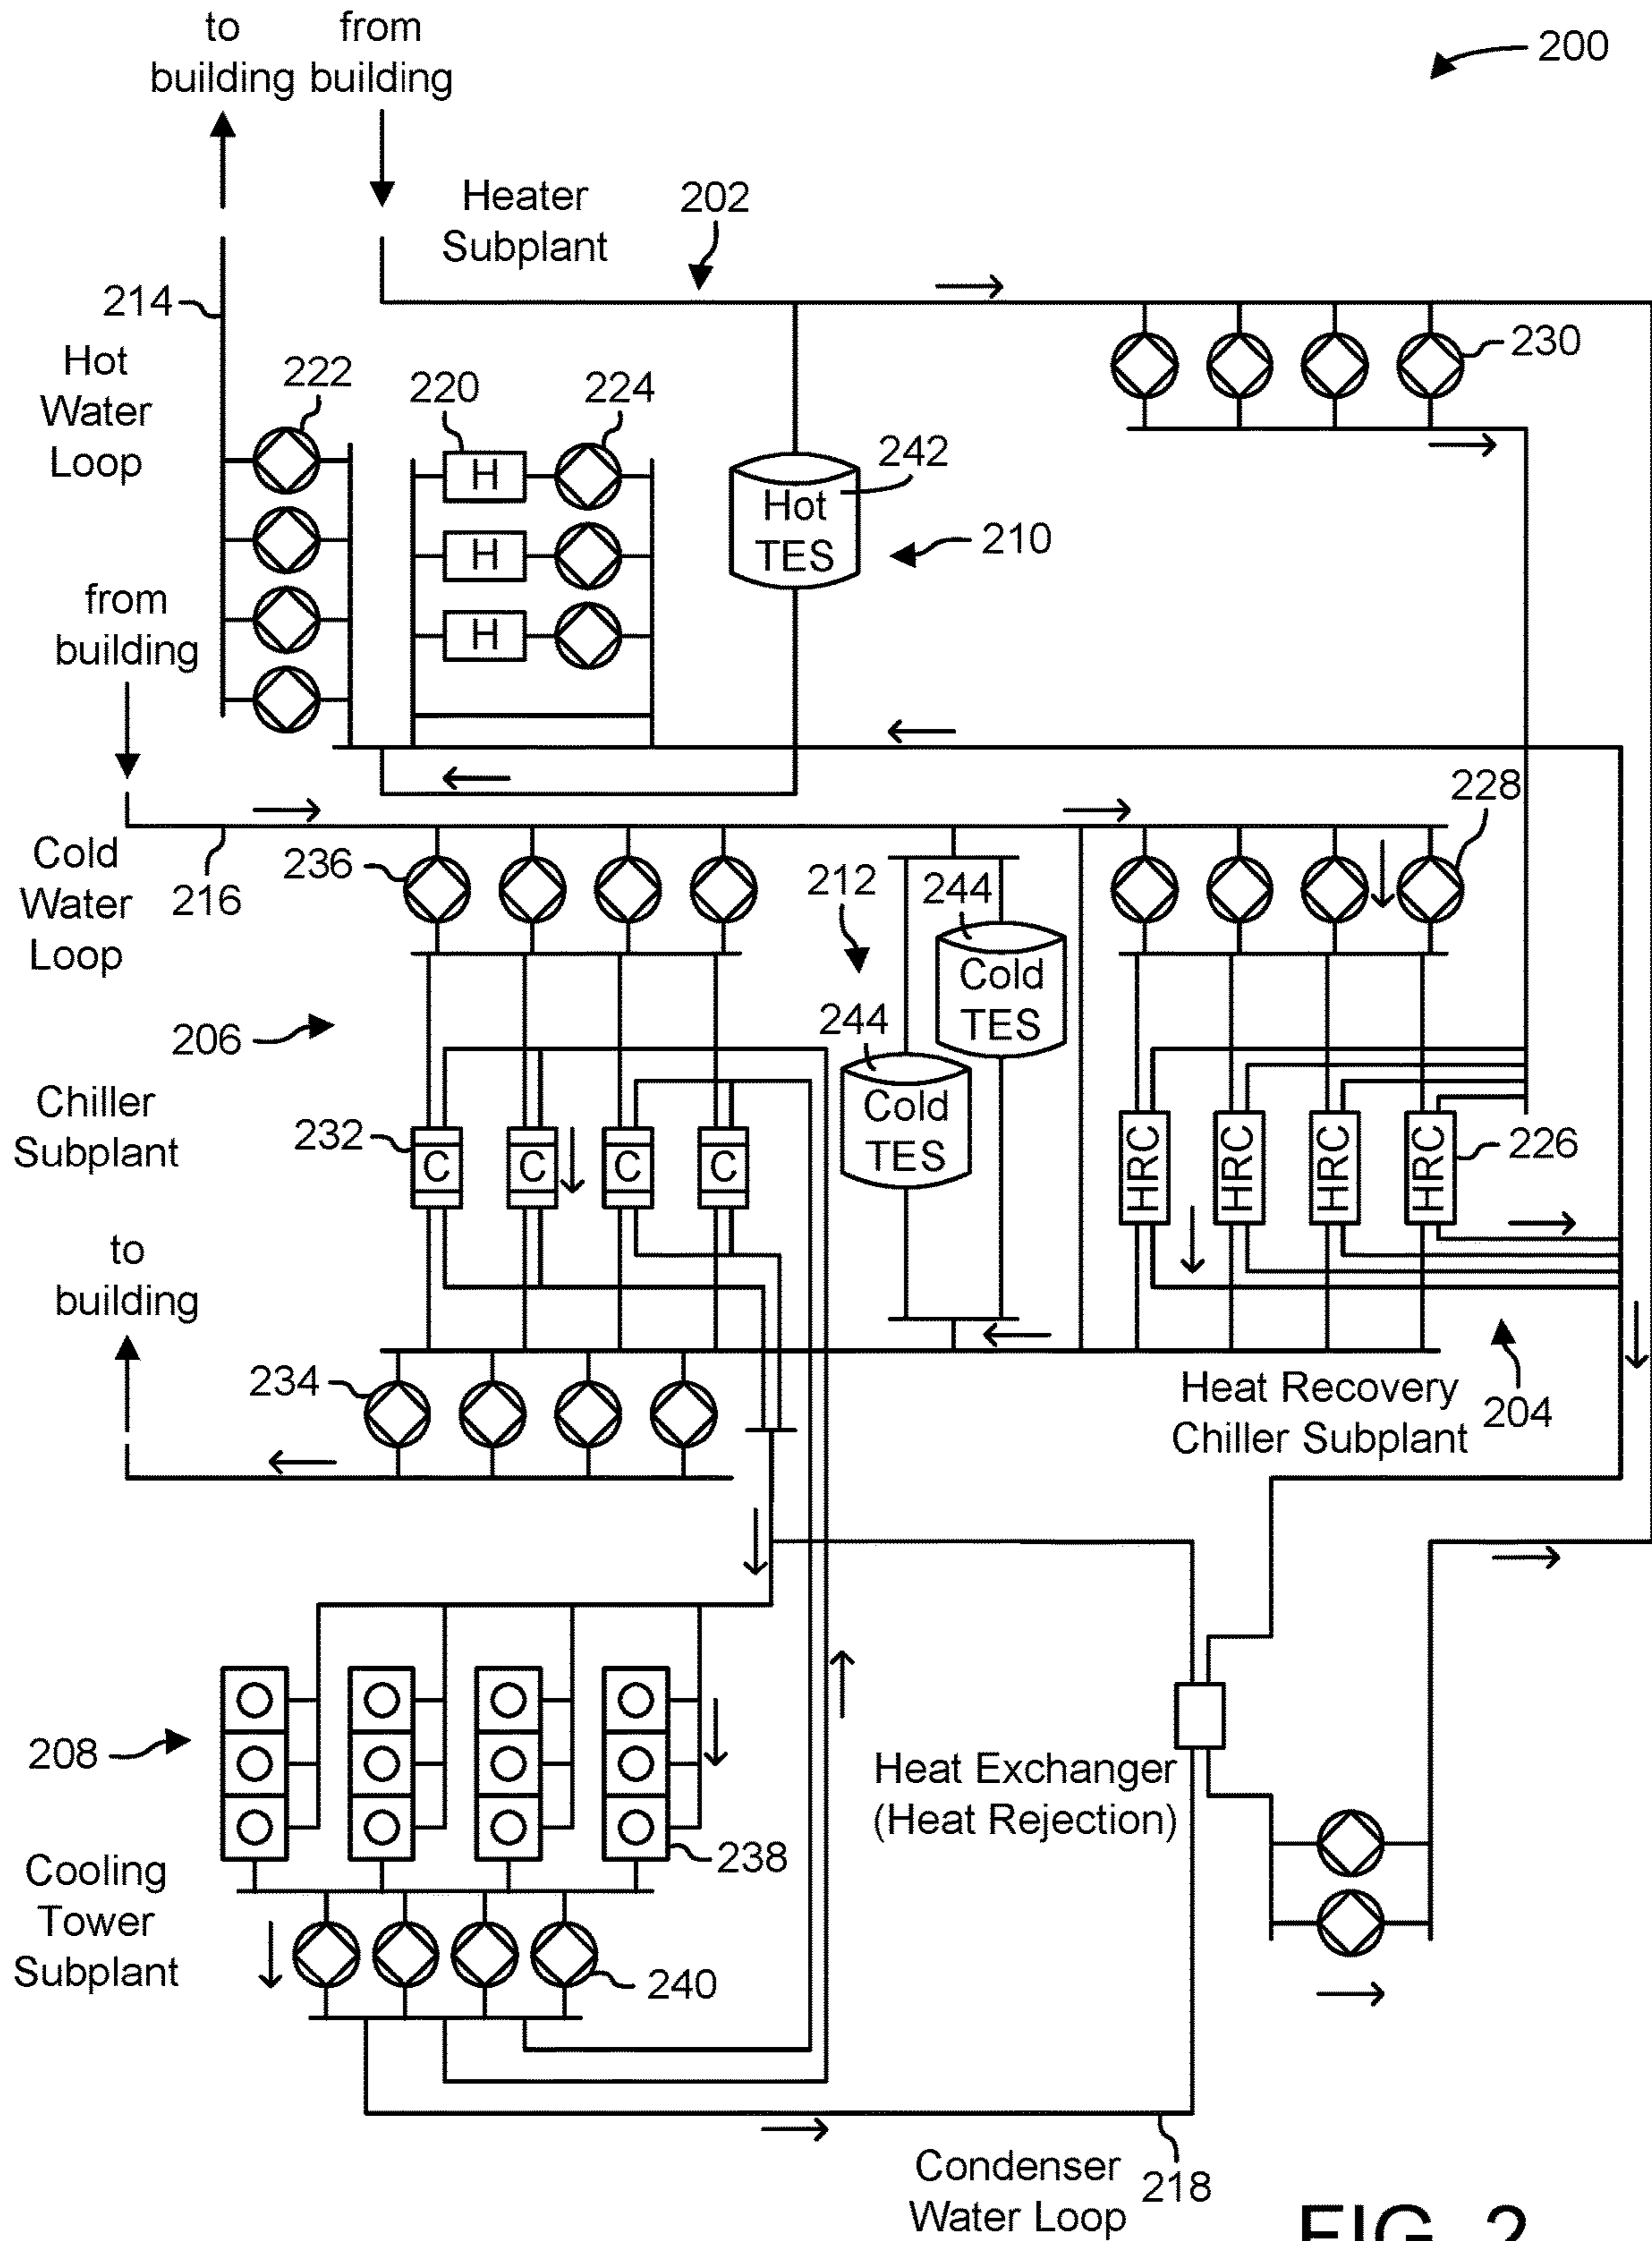 to
building
from
building
200
Heater
Subplant
202
214
Hot
Water
Loop
222
220
224
230
H
H
H
Hot
TES
242
210
from
building
228
Cold
Water
Loop
216
236
212
244
Cold
TES
244
Cold
TES
206
Chiller
Subplant
232
C
C
C
C
HRC
HRC
HRC
HRC
226
to
building
234
Heat Recovery
Chiller Subplant
204
208
238
Heat Exchanger
(Heat Rejection)
Cooling
Tower
Subplant
240
Condenser
Water Loop
218
FIG. 2